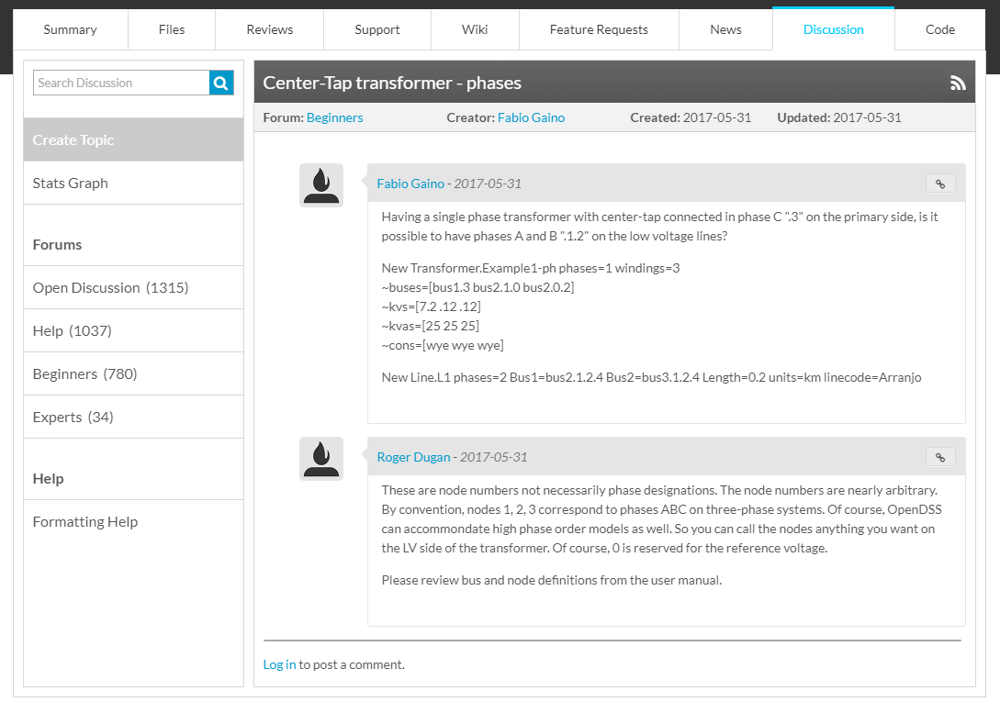 Summary Files Reviews Support Wiki Feature Requests News Discussion Code
Search Discussion
Create Topic
Stats Graph
Forums
Open Discussion (1315)
Help (1037)
Beginners (780)
Experts (34)
Help
Formatting Help
Center-Tap transformer - phases
Forum: Beginners Creator: Fabio Gaino Created: 2017-05-31 Updated: 2017-05-31
Fabio Gaino - 2017-05-31
Having a single phase transformer with center-tap connected in phase C ".3" on the primary side, is it
possible to have phases A and B ".1.2" on the low voltage lines?
New Transformer.Example1-ph phases=1 windings=3
~buses=[bus1.3 bus2.1.0 bus2.0.2]
~kvs=[7.2 .12 .12]
~kvas=[25 25 25]
~cons=[wye wye wye]
New Line.L1 phases=2 Bus1=bus2.1.2.4 Bus2=bus3.1.2.4 Length=0.2 units=km linecode=Arranjo
Roger Dugan - 2017-05-31
These are node numbers not necessarily phase designations. The node numbers are nearly arbitrary.
By convention, nodes 1, 2, 3 correspond to phases ABC on three-phase systems. Of course, OpenDSS
can accommondate high phase order models as well. So you can call the nodes anything you want on
the LV side of the transformer. Of course, 0 is reserved for the reference voltage.
Please review bus and node definitions from the user manual.
Log in to post a comment.